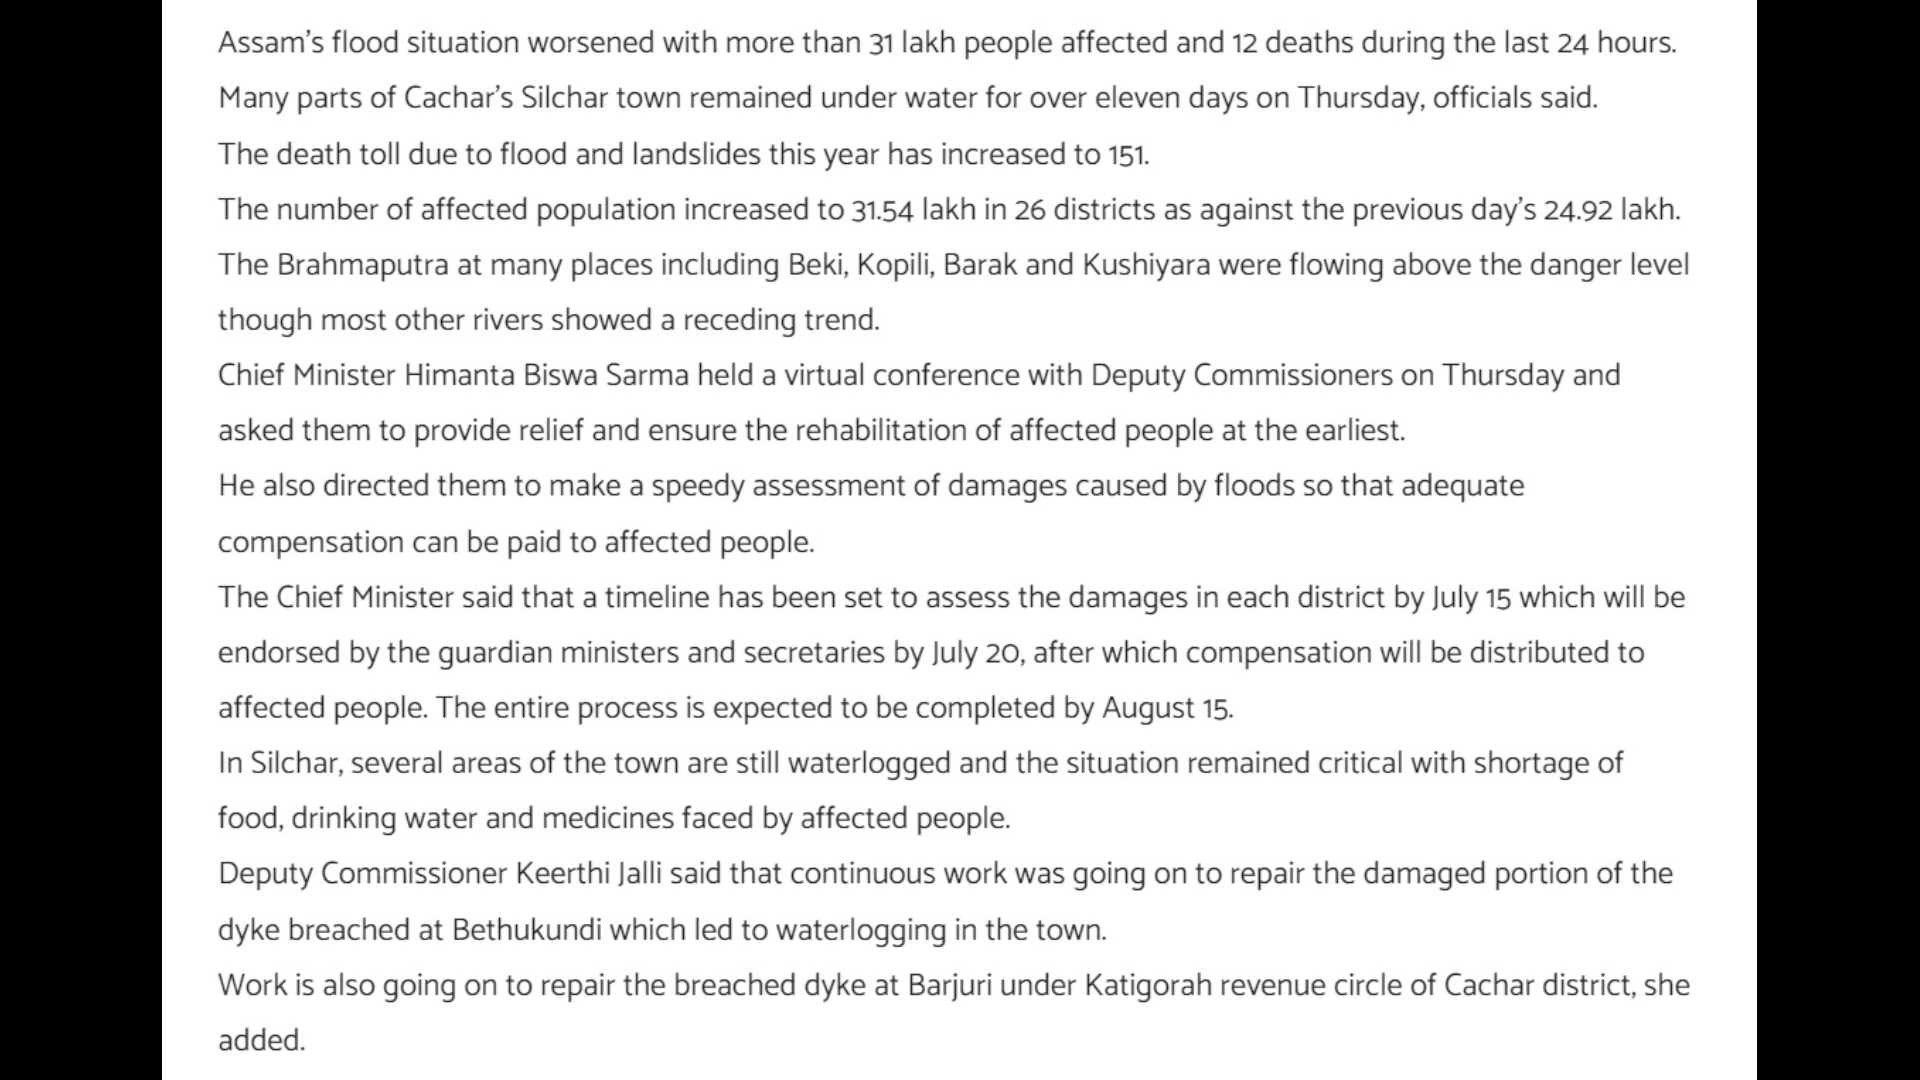 Assam’s flood situation worsened with more than 31 lakh people affected and 12 deaths during the last 24 hours.
Many parts of Cachar’s Silchar town remained under water for over eleven days on Thursday, officials said.
The death toll due to flood and landslides this year has increased to 151.
The number of affected population increased to 31.54 lakh in 26 districts as against the previous day’s 24.92 lakh.
The Brahmaputra at many places including Beki, Kopili, Barak and Kushiyara were flowing above the danger level
though most other rivers showed a receding trend.
Chief Minister Himanta Biswa Sarma held a virtual conference with Deputy Commissioners on Thursday and
asked them to provide relief and ensure the rehabilitation of affected people at the earliest.
He also directed them to make a speedy assessment of damages caused by floods so that adequate
compensation can be paid to affected people.
The Chief Minister said that a timeline has been set to assess the damages in each district by July 15 which will be
endorsed by the guardian ministers and secretaries by July 20, after which compensation will be distributed to
affected people. The entire process is expected to be completed by August 15.
In Silchar, several areas of the town are still waterlogged and the situation remained critical with shortage of
food, drinking water and medicines faced by affected people.
Deputy Commissioner Keerthi Jalli said that continuous work was going on to repair the damaged portion of the
dyke breached at Bethukundi which led to waterlogging in the town.
Work is also going on to repair the breached dyke at Barjuri under Katigorah revenue circle of Cachar district, she
added.